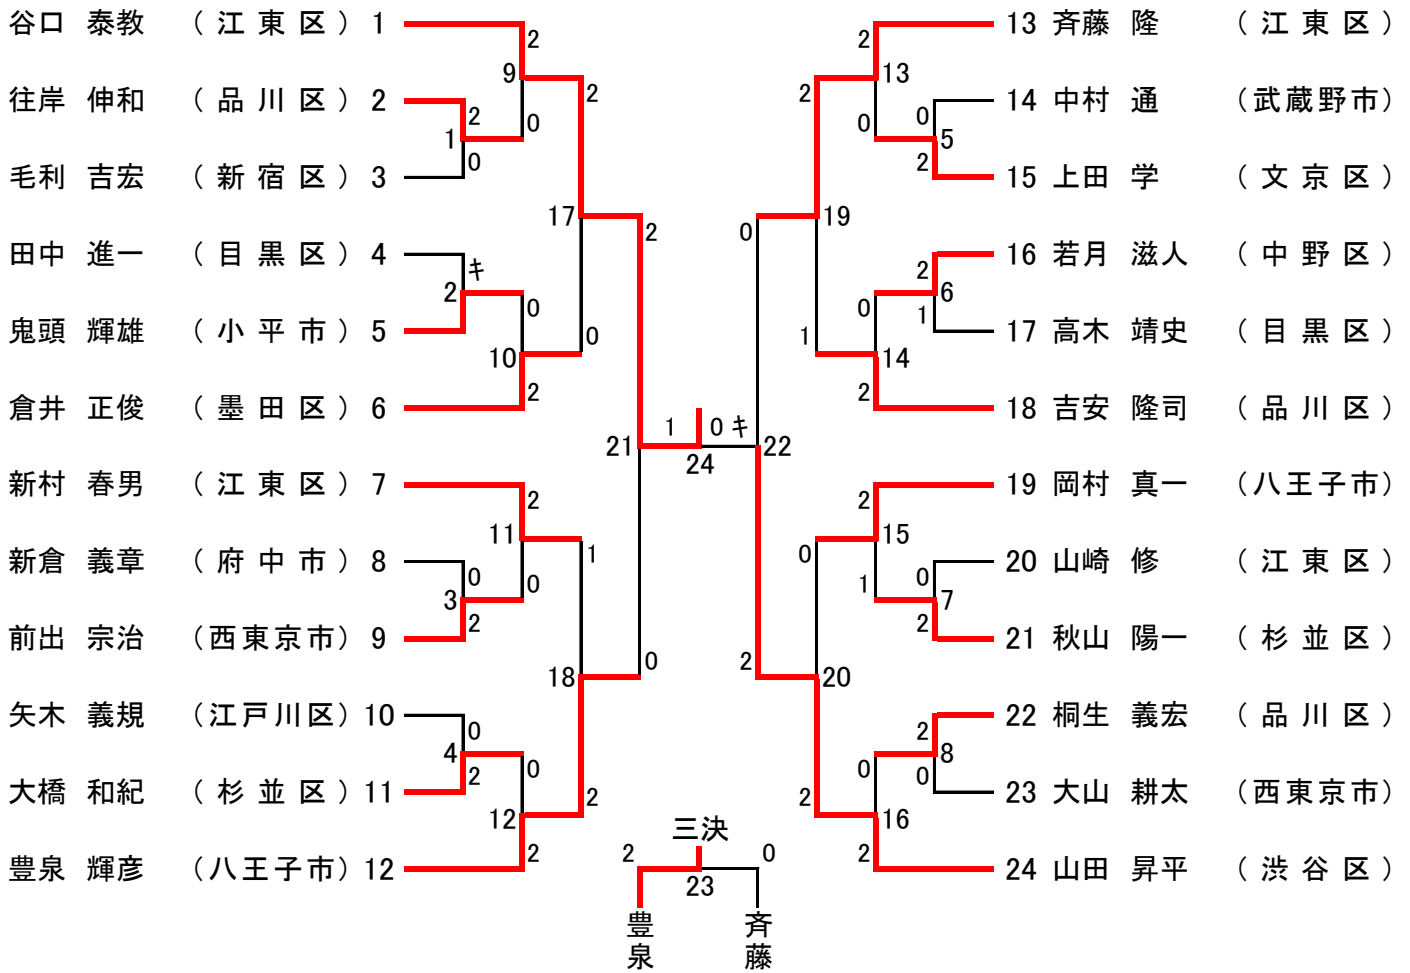 谷口 泰教 (江東区) 1
往岸 伸和 (品川区) 2
毛利 吉宏 (新宿区) 3
田中 進一 (目黒区) 4
鬼頭 輝雄 (小平市) 5
倉井 正俊 (墨田区) 6
新村 春男 (江東区) 7
新倉 義章 (府中市) 8
前出 宗治 (西東京市) 9
矢木 義規 (江戸川区) 10
大橋 和紀 (杉並区) 11
豊泉 輝彦 (八王子市) 12
2
9
2
2
1
0
0
17
2
キ
2
0
0
10
2
21
2
11
1
0
0
3
2
18
0
0
4
0
2
2
12
2
1
0 キ
24
三決
2
0
23
豊泉
斉藤
2
13
2
0
0
5
2
0
19
2
6
0
1
1
14
2
22
2
15
0
0
1
7
2
2
20
2
8
0
0
2
16
2
13 斉藤 隆 (江東区)
14 中村 通 (武蔵野市)
15 上田 学 (文京区)
16 若月 滋人 (中野区)
17 高木 靖史 (目黒区)
18 吉安 隆司 (品川区)
19 岡村 真一 (八王子市)
20 山崎 修 (江東区)
21 秋山 陽一 (杉並区)
22 桐生 義宏 (品川区)
23 大山 耕太 (西東京市)
24 山田 昇平 (渋谷区)